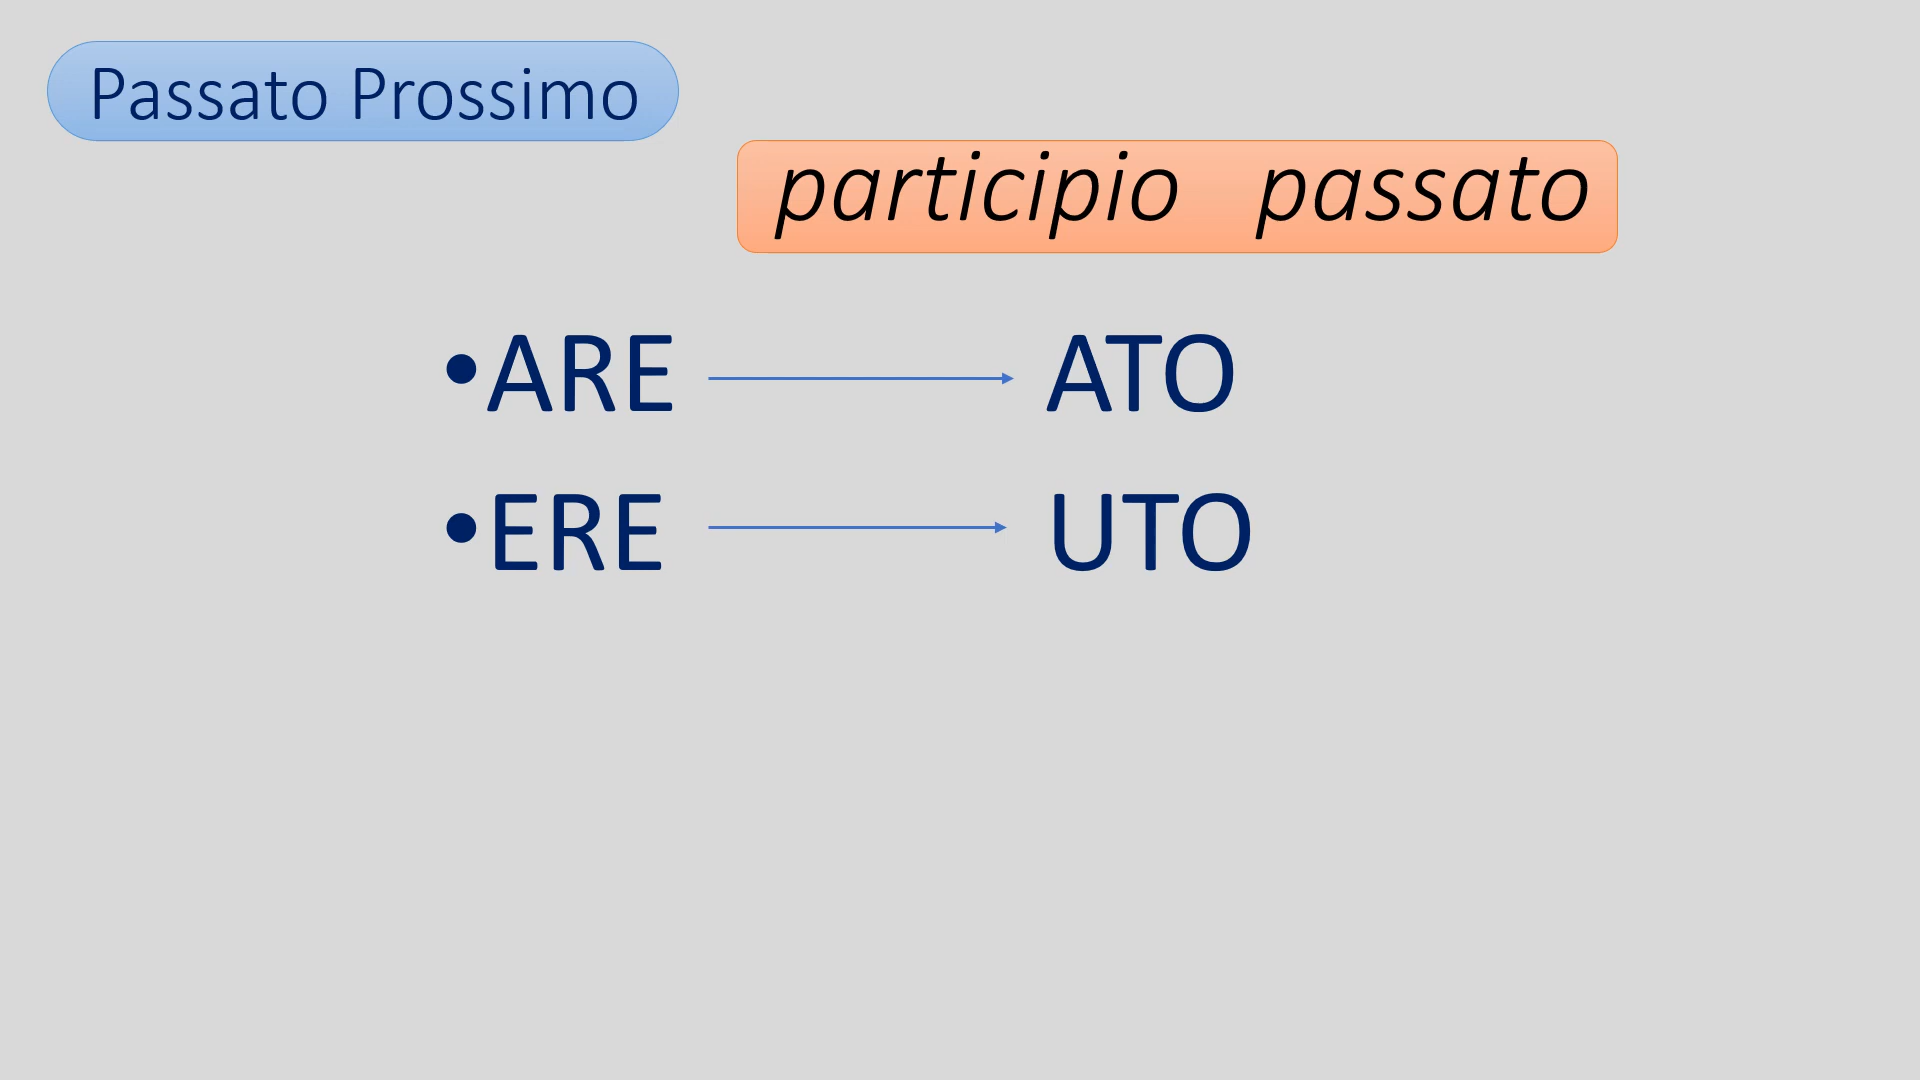 Passato Prossimo
participio passato
•ARE ATO
•ERE UTO